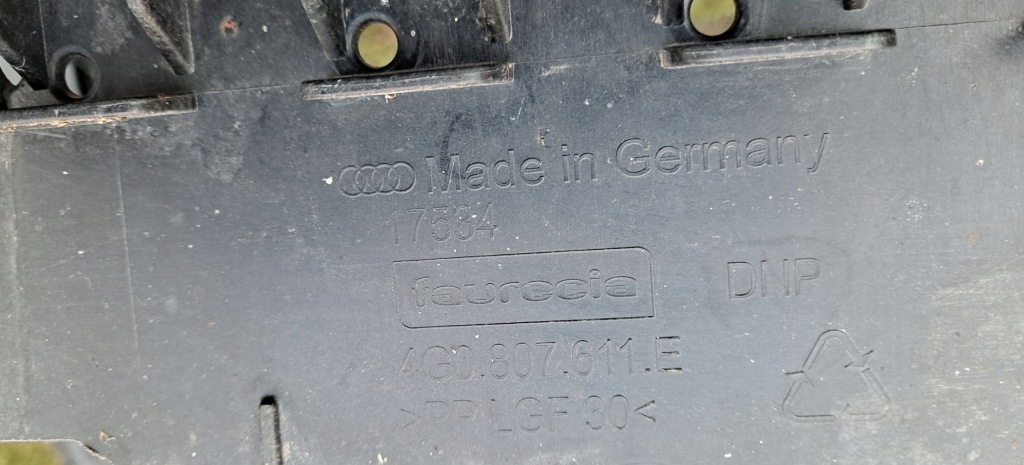 Made in Germany
17534
faurecia
DNP
4G0.807.611.E
>PP LGF 30<